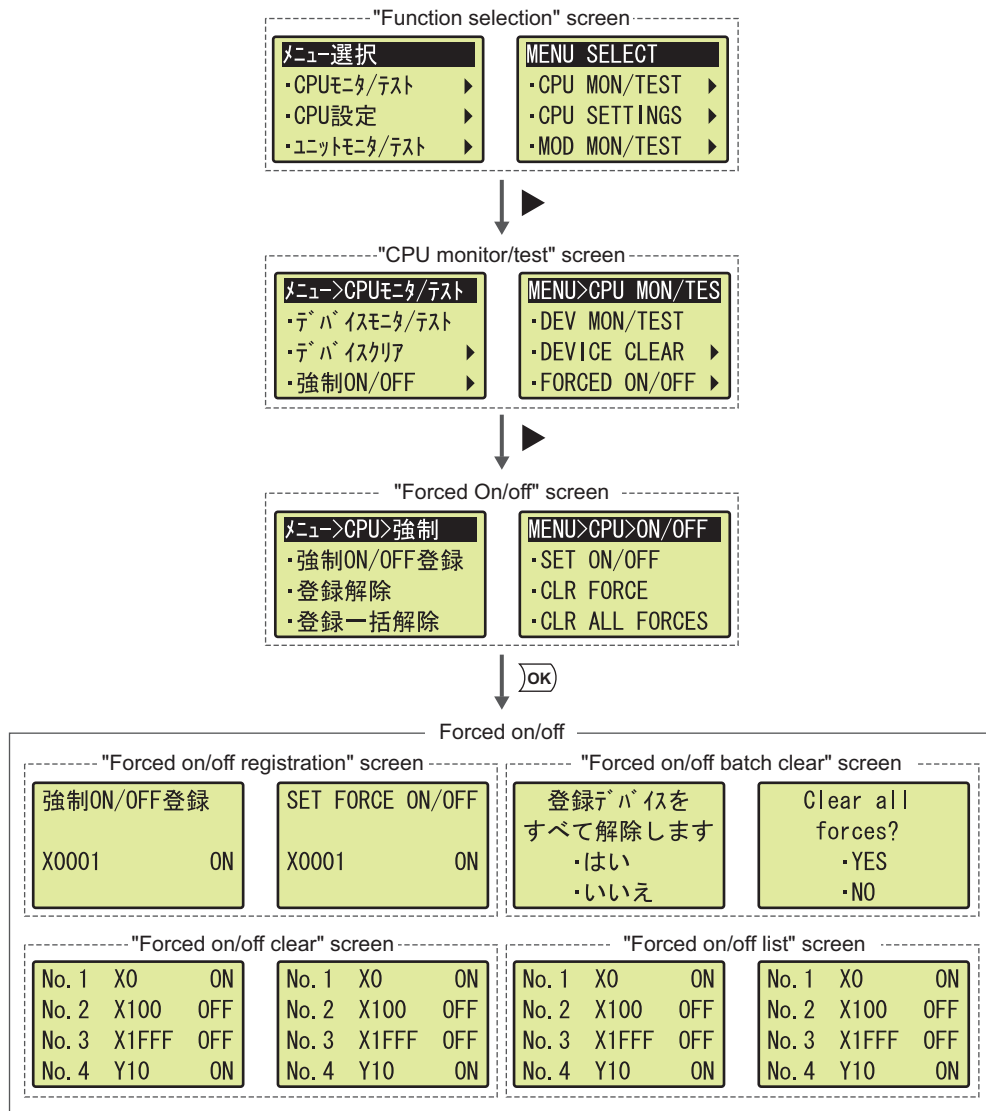 "Function selection" screen
ﾒﾆｭｰ選択
・CPUﾓﾆﾀ/ﾃｽﾄ ▶
・CPU設定 ▶
・ﾕﾆｯﾄﾓﾆﾀ/ﾃｽﾄ ▶
MENU SELECT
・CPU MON/TEST ▶
・CPU SETTINGS ▶
・MOD MON/TEST ▶
"CPU monitor/test" screen
ﾒﾆｭｰ>CPUﾓﾆﾀ/ﾃｽﾄ
・ﾃﾞﾊﾞｲｽﾓﾆﾀ/ﾃｽﾄ
・ﾃﾞﾊﾞｲｽｸﾘｱ ▶
・強制ON/OFF ▶
MENU>CPU MON/TES
・DEV MON/TEST
・DEVICE CLEAR ▶
・FORCED ON/OFF ▶
"Forced On/off" screen
ﾒﾆｭｰ>CPU>強制
・強制ON/OFF登録
・登録解除
・登録一括解除
MENU>CPU>ON/OFF
・SET ON/OFF
・CLR FORCE
・CLR ALL FORCES
OK
Forced on/off
"Forced on/off registration" screen
強制ON/OFF登録
X0001 ON
SET FORCE ON/OFF
X0001 ON
"Forced on/off batch clear" screen
登録ﾃﾞﾊﾞｲｽを
すべて解除します
・はい
・いいえ
Clear all
forces?
・YES
・NO
"Forced on/off clear" screen
No.1 X0 ON
No.2 X100 OFF
No.3 X1FFF OFF
No.4 Y10 ON
No.1 X0 ON
No.2 X100 OFF
No.3 X1FFF OFF
No.4 Y10 ON
"Forced on/off list" screen
No.1 X0 ON
No.2 X100 OFF
No.3 X1FFF OFF
No.4 Y10 ON
No.1 X0 ON
No.2 X100 OFF
No.3 X1FFF OFF
No.4 Y10 ON